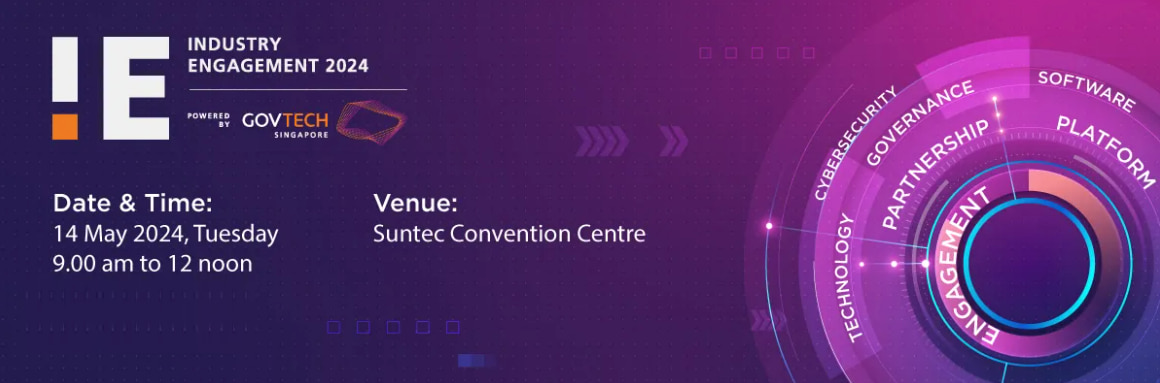 !E
INDUSTRY
ENGAGEMENT 2024
POWERED
BY
GOVTECH
SINGAPORE
Date & Time:
14 May 2024, Tuesday
9.00 am to 12 noon
Venue:
Suntec Convention Centre
CYBERSECURITY
GOVERNANCE
SOFTWARE
PARTNERSHIP
PLATFORM
TECHNOLOGY
ENGAGEMENT